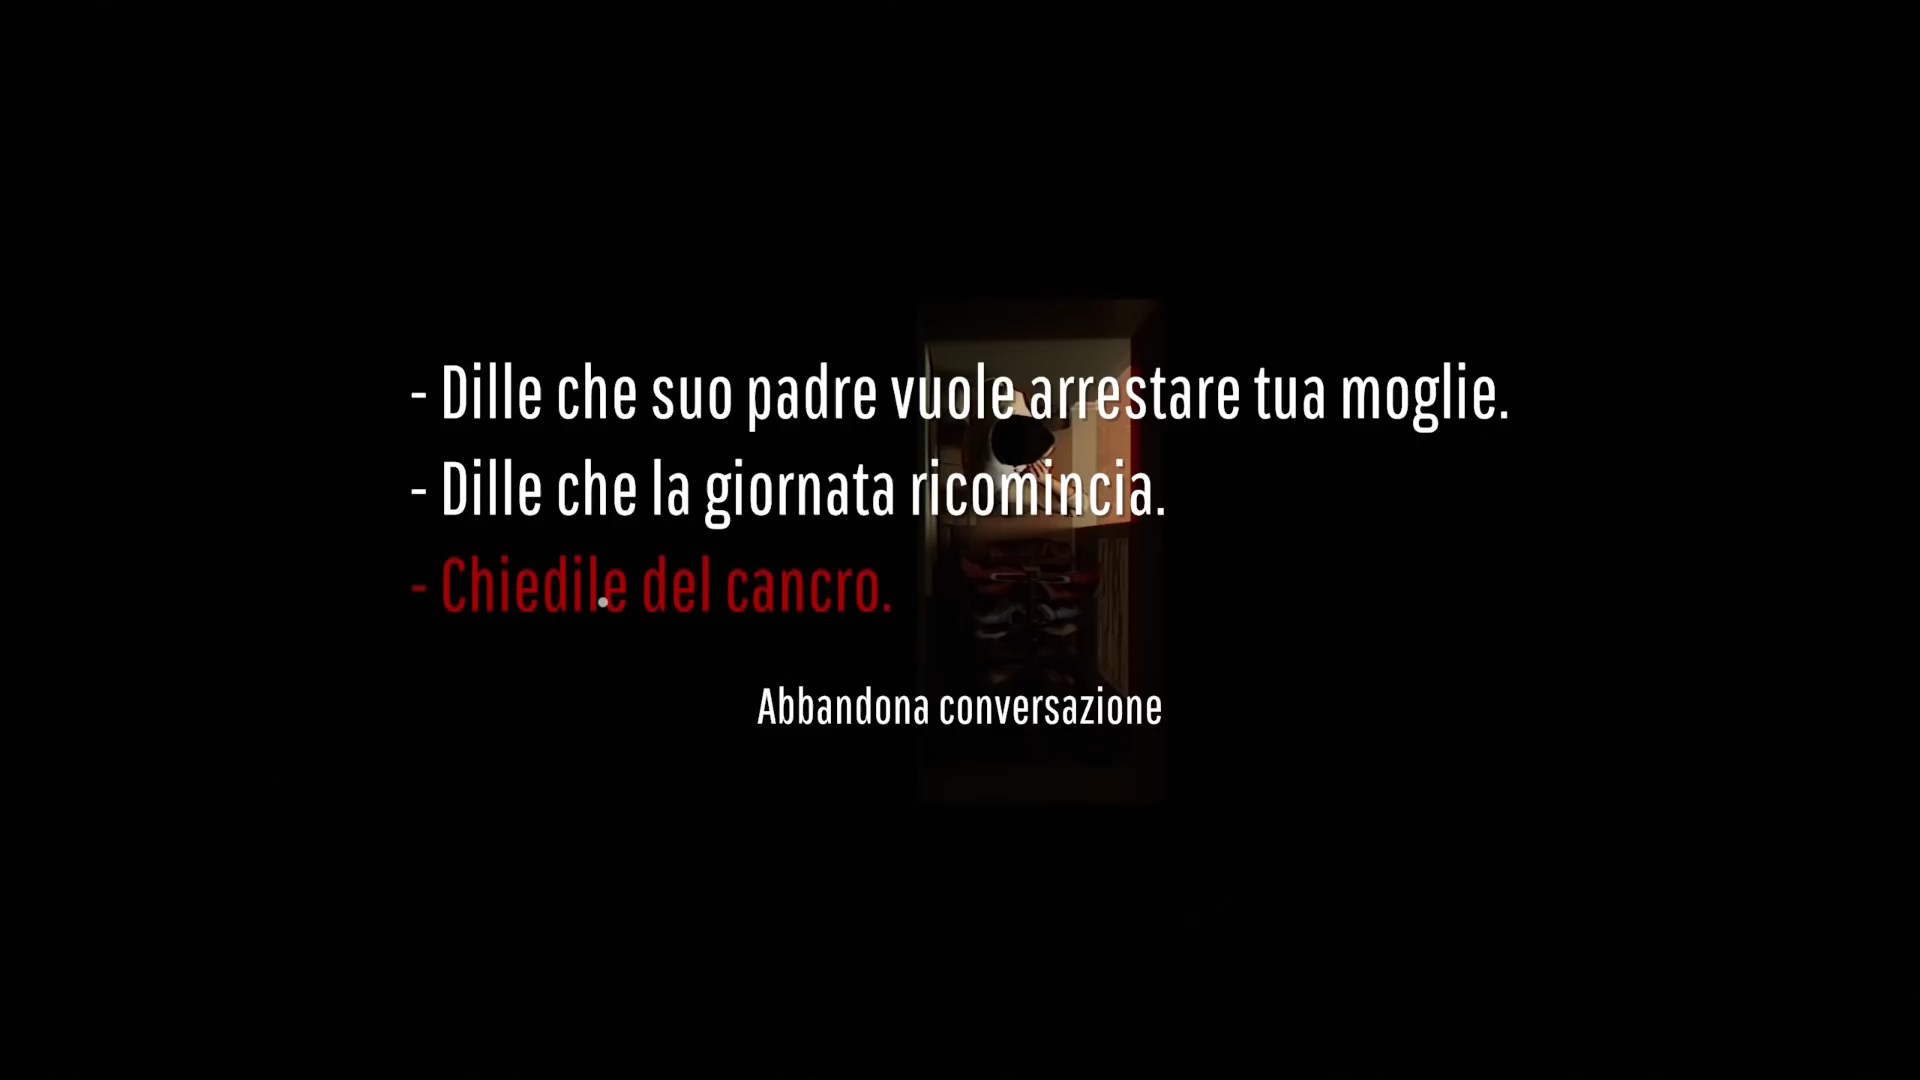 - Dille che suo padre vuole arrestare tua moglie.
- Dille che la giornata ricomincia.
- Chiedile del cancro.
Abbandona conversazione